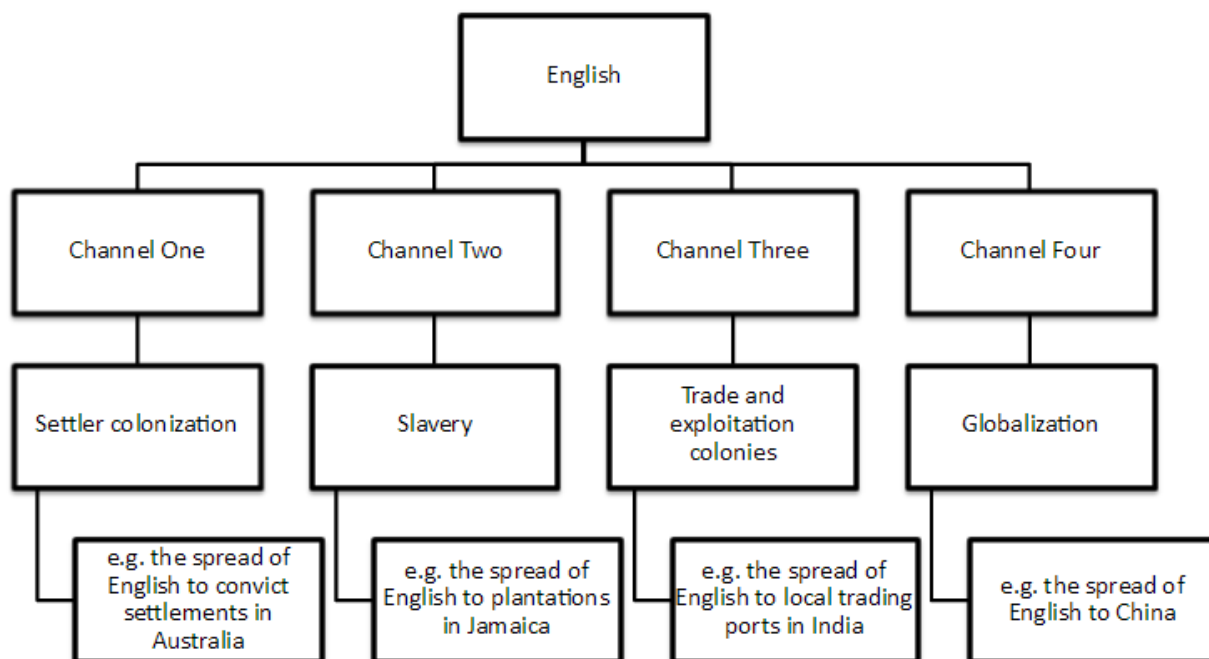 English
Channel One
Channel Two
Channel Three
Channel Four
Settler colonization
Slavery
Trade and
exploitation
colonies
Globalization
e.g. the spread of
English to convict
settlements in
Australia
e.g. the spread of
English to plantations
in Jamaica
e.g. the spread of
English to local trading
ports in India
e.g. the spread of
English to China